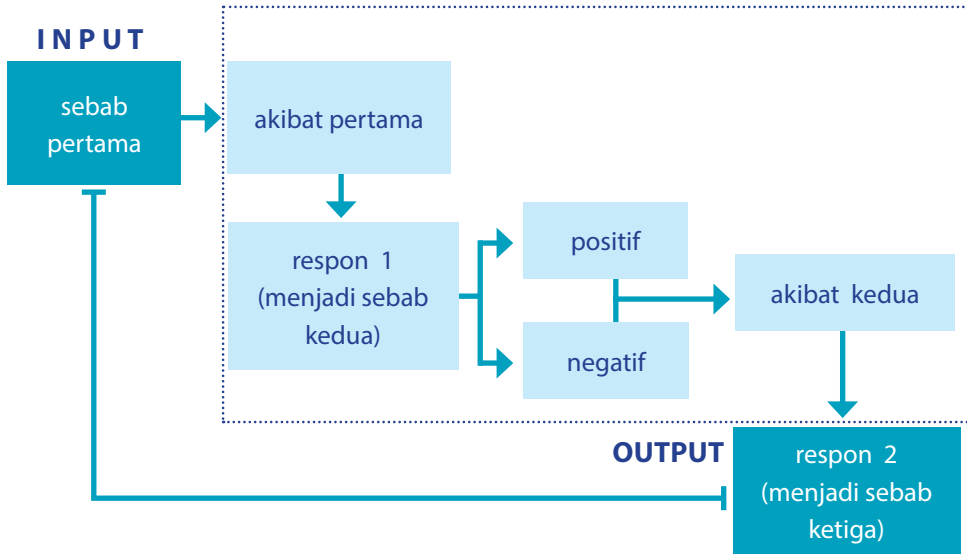 INPUT
sebab
pertama
akibat pertama
respon 1
(menjadi sebab
kedua)
positif
negatif
akibat kedua
OUTPUT
respon 2
(menjadi sebab
ketiga)